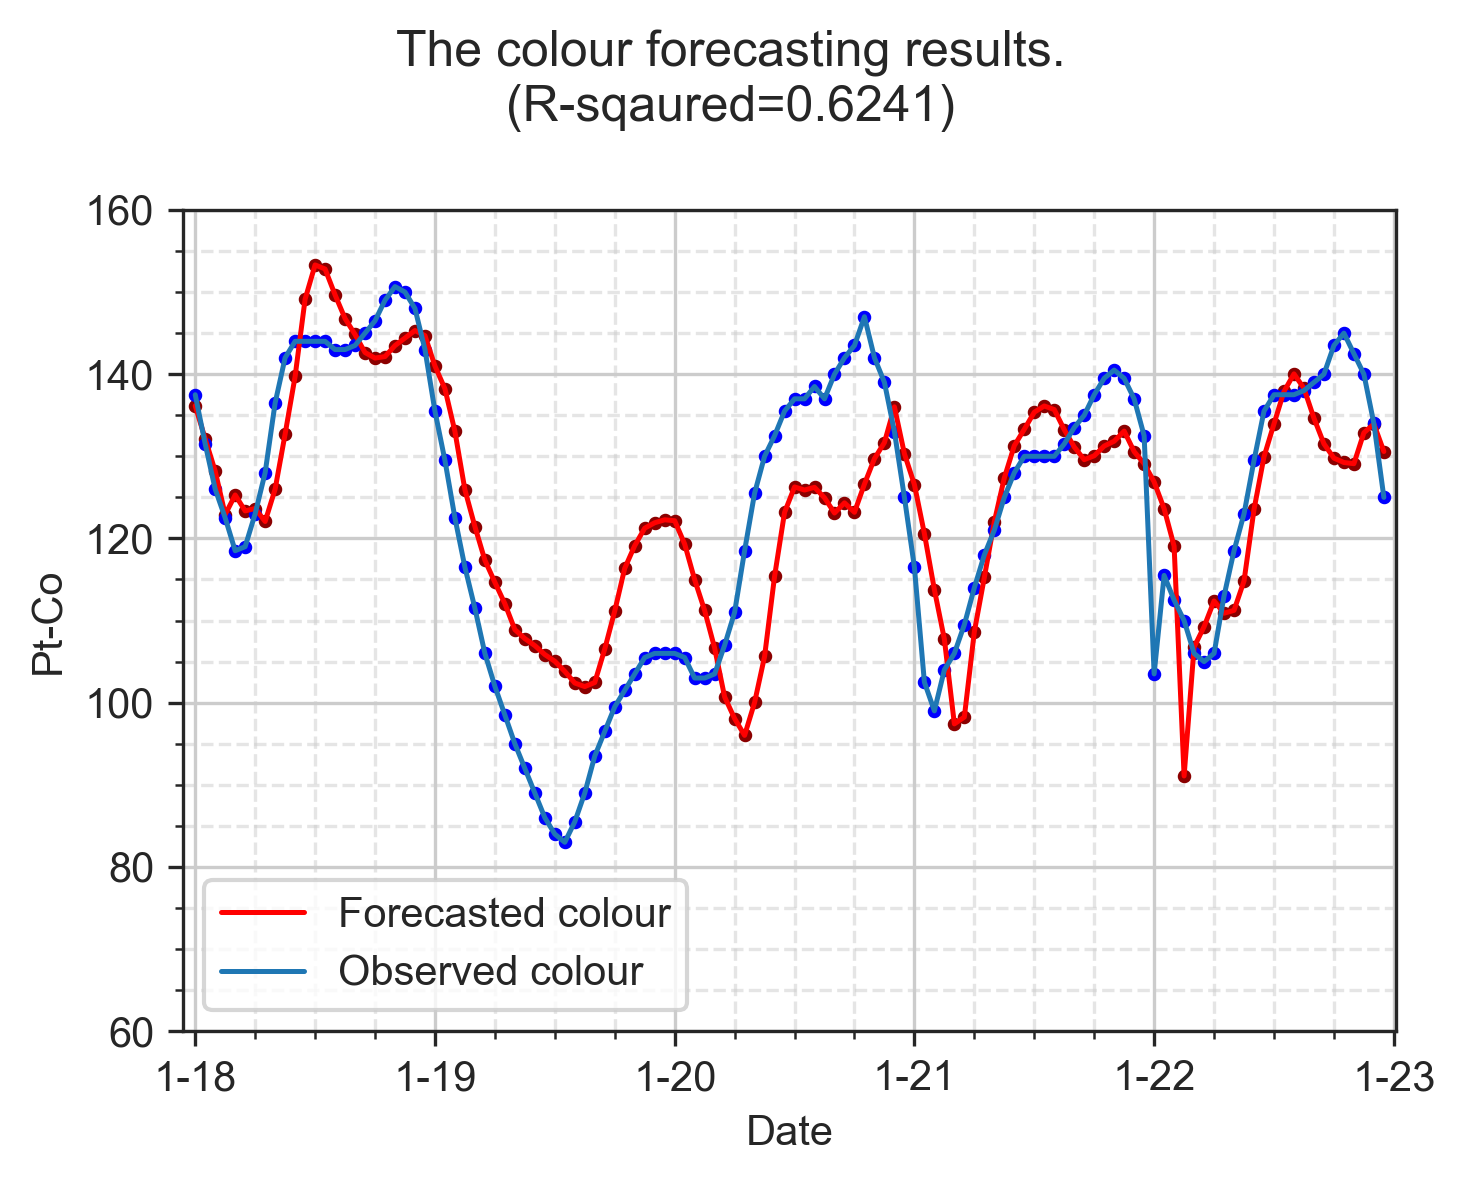 The colour forecasting results.
(R-sqaured=0.6241)
160
140
120
100
80
60
Pt-Co
Forecasted colour
Observed colour
1-18
1-19
1-20
1-21
1-22
1-23
Date